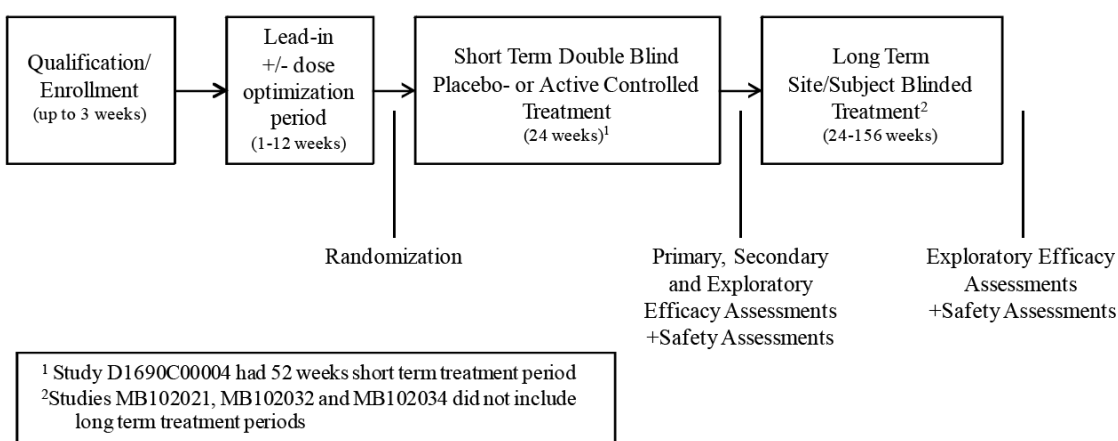 Qualification/
Enrollment
(up to 3 weeks)
Lead-in
+/- dose
optimization
period
(1-12 weeks)
Short Term Double Blind
Placebo- or Active Controlled
Treatment
(24 weeks)¹
Long Term
Site/Subject Blinded
Treatment²
(24-156 weeks)
Randomization
Primary, Secondary
and Exploratory
Efficacy Assessments
+Safety Assessments
Exploratory Efficacy
Assessments
+Safety Assessments
¹ Study D1690C00004 had 52 weeks short term treatment period
²Studies MB102021, MB102032 and MB102034 did not include
long term treatment periods